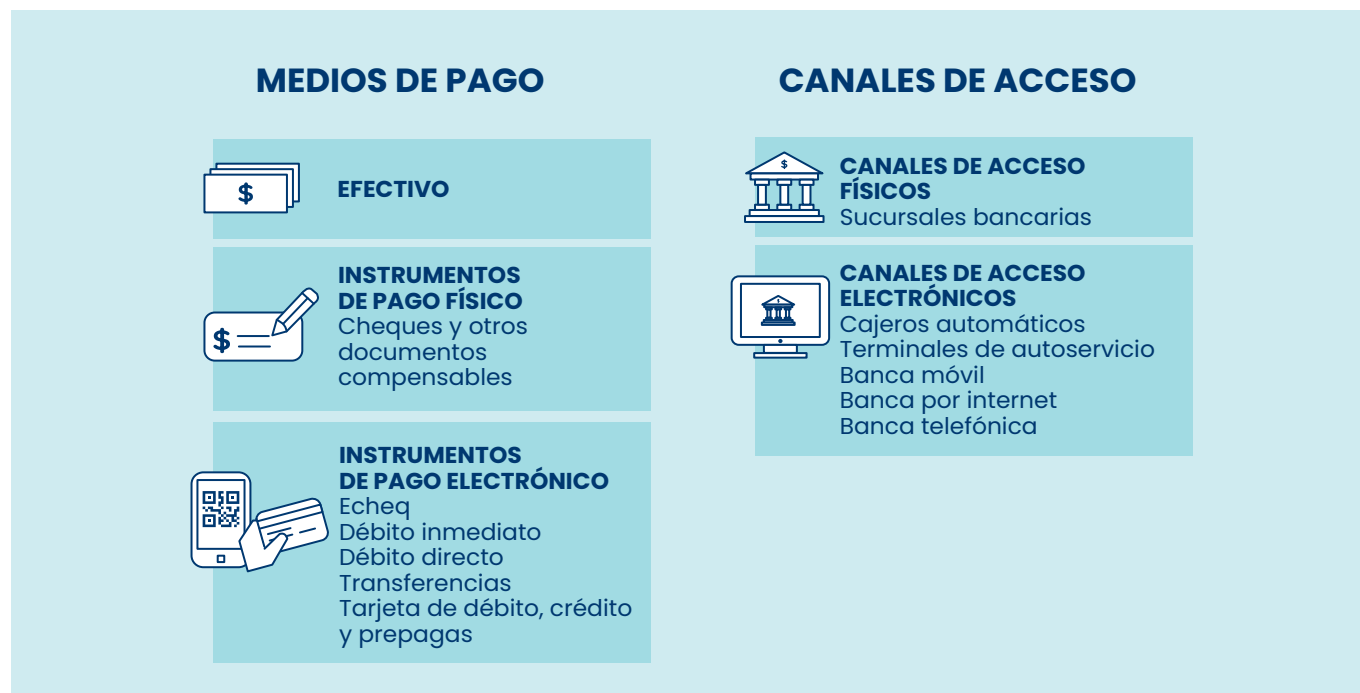 MEDIOS DE PAGO
$
EFECTIVO
INSTRUMENTOS
DE PAGO FÍSICO
$
Cheques y otros
documentos
compensables
INSTRUMENTOS
DE PAGO ELECTRÓNICO
Echeq
Débito inmediato
Débito directo
Transferencias
Tarjeta de débito, crédito
y prepagas
CANALES DE ACCESO
$
CANALES DE ACCESO
FÍSICOS
Sucursales bancarias
CANALES DE ACCESO
ELECTRÓNICOS
Cajeros automáticos
Terminales de autoservicio
Banca móvil
Banca por internet
Banca telefónica